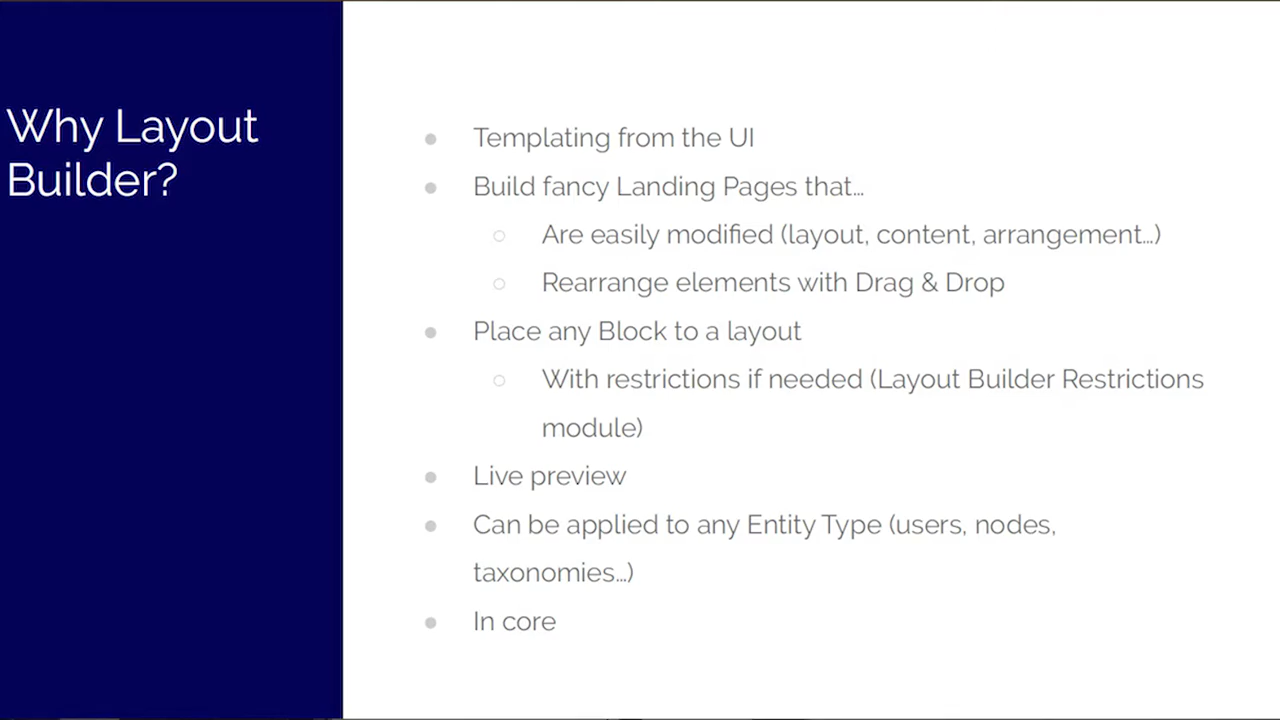 Why Layout
Builder?
● Templating from the UI
● Build fancy Landing Pages that…
○ Are easily modified (layout, content, arrangement…)
○ Rearrange elements with Drag & Drop
● Place any Block to a layout
○ With restrictions if needed (Layout Builder Restrictions
module)
● Live preview
● Can be applied to any Entity Type (users, nodes,
taxonomies…)
● In core